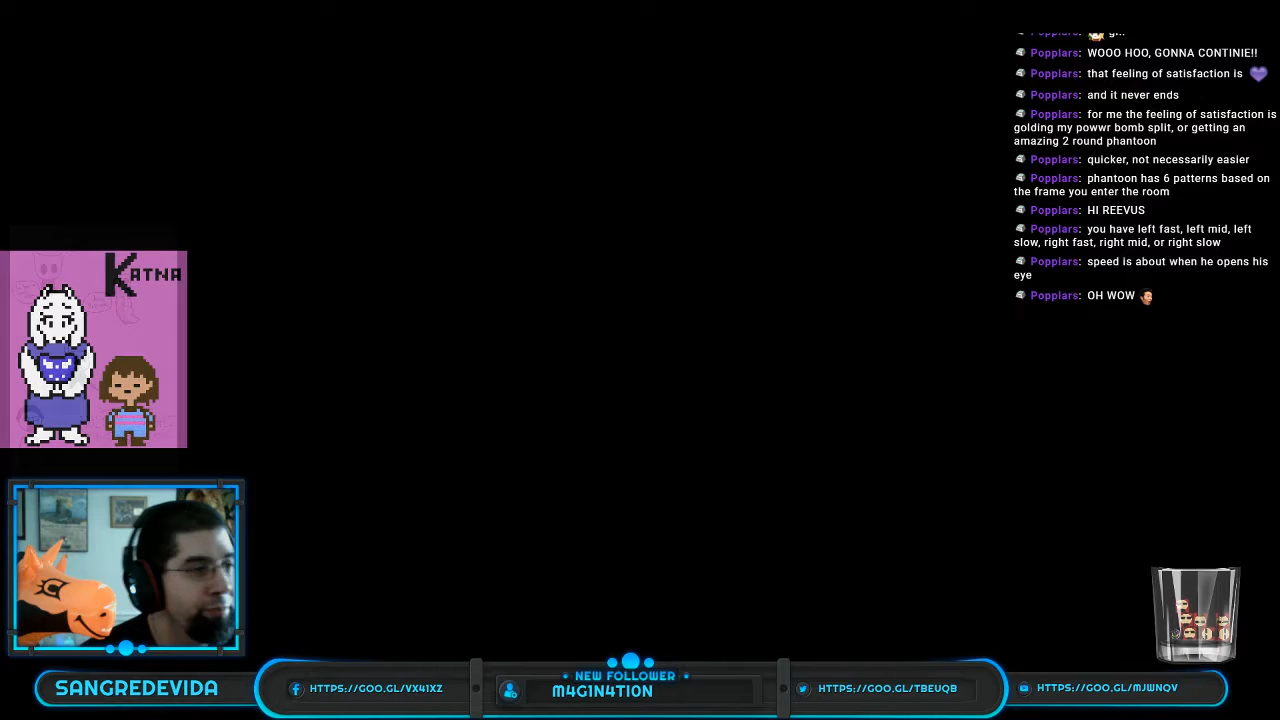 Popplars: gn..
Popplars: WOOO HOO, GONNA CONTINIE!!
Popplars: that feeling of satisfaction is
Popplars: and it never ends
Popplars: for me the feeling of satisfaction is
golding my powwr bomb split, or getting an
amazing 2 round phantoon
Popplars: quicker, not necessarily easier
Popplars: phantoon has 6 patterns based on
the frame you enter the room
Popplars: HI REEVUS
Popplars: you have left fast, left mid, left
slow, right fast, right mid, or right slow
Popplars: speed is about when he opens his
eye
Popplars: OH WOW
KATNA
SANGREDEVIDA
HTTPS://GOO.GL/VX41XZ
NEW FOLLOWER
M4G1N4TI0N
HTTPS://GOO.GL/TBEUQB
HTTPS://GOO.GL/MJWNQV